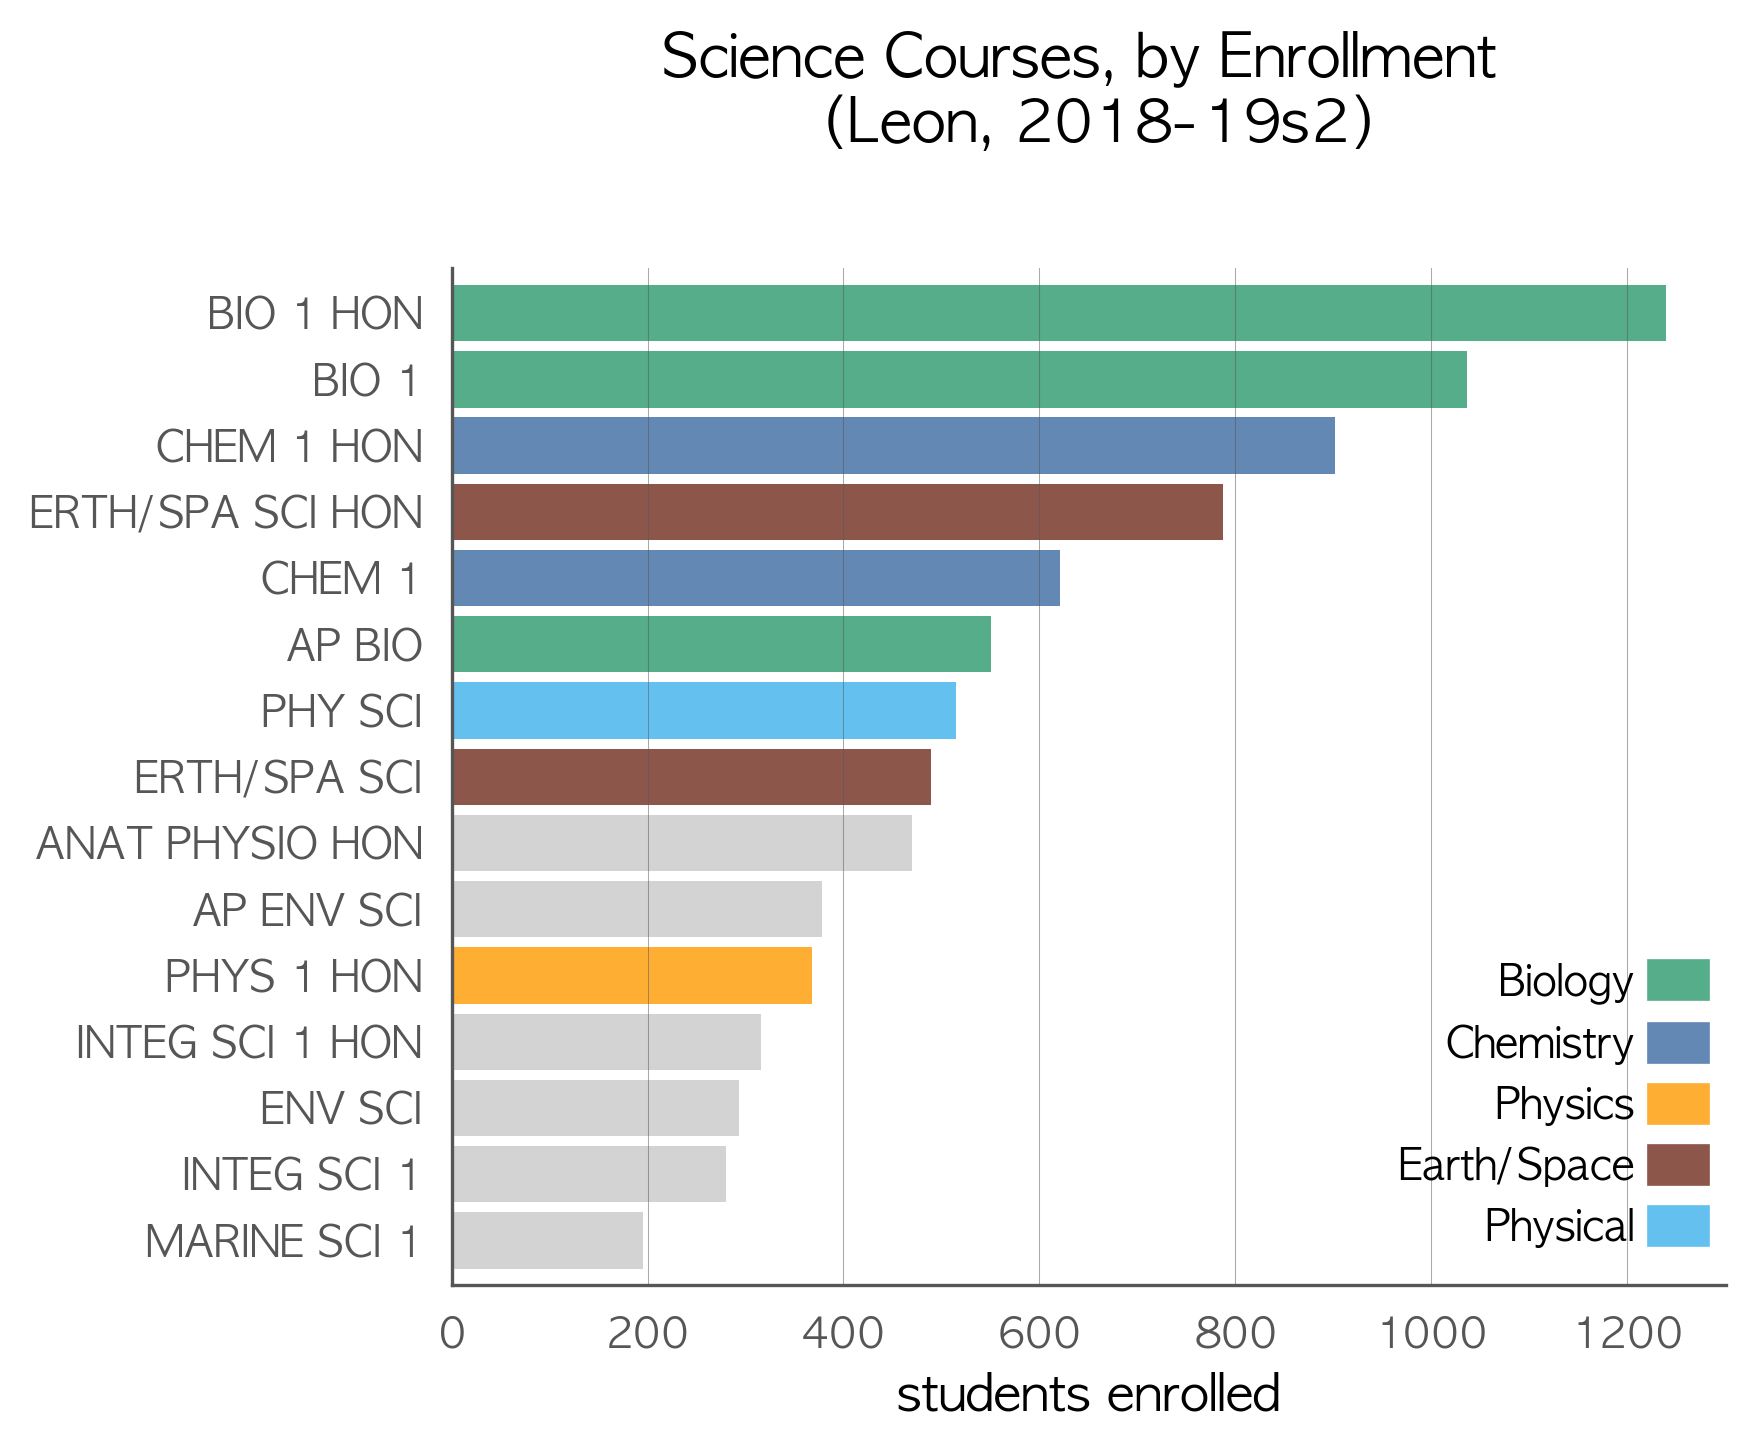 Science Courses, by Enrollment
(Leon, 2018-19s2)
BIO 1 HON
BIO 1
CHEM 1 HON
ERTH/SPA SCI HON
CHEM 1
AP BIO
PHY SCI
ERTH/SPA SCI
ANAT PHYSIO HON
AP ENV SCI
PHYS 1 HON
INTEG SCI 1 HON
ENV SCI
INTEG SCI 1
MARINE SCI 1
Biology
Chemistry
Physics
Earth/Space
Physical
0 200 400 600 800 1000 1200
students enrolled